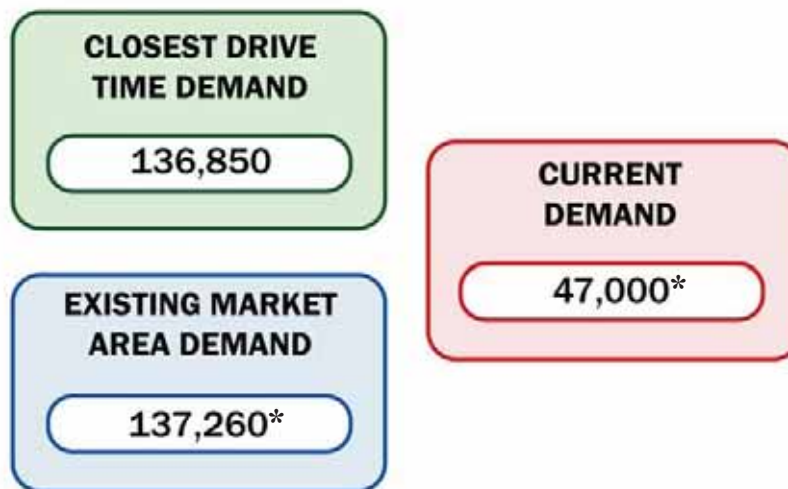 CLOSEST DRIVE
TIME DEMAND
136,850
EXISTING MARKET
AREA DEMAND
137,260*
CURRENT
DEMAND
47,000*